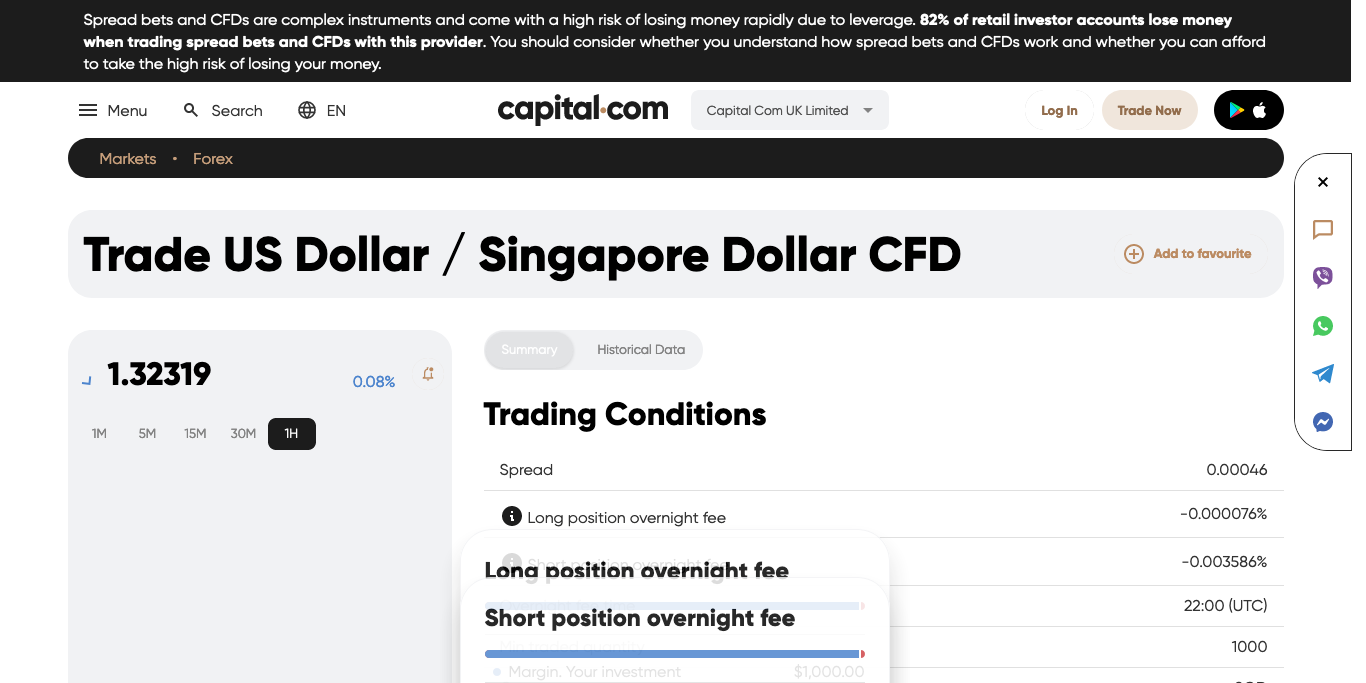 Spread bets and CFDs are complex instruments and come with a high risk of losing money rapidly due to leverage. 82% of retail investor accounts lose money
when trading spread bets and CFDs with this provider. You should consider whether you understand how spread bets and CFDs work and whether you can afford
to take the high risk of losing your money.
Menu Search EN capital.com Capital Com UK Limited Log In Trade Now
Markets • Forex
Trade US Dollar / Singapore Dollar CFD Add to favourite
1.32319 0.08%
1M 5M 15M 30M 1H
Summary Historical Data
Trading Conditions
Spread 0.00046
Long position overnight fee -0.000076%
Short position overnight fee -0.003586%
Long position overnight fee
22:00 (UTC)
Short position overnight fee
1000
Margin. Your investment $1,000.00